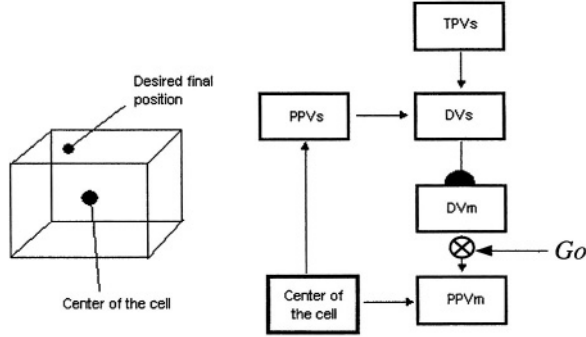 Desired final
position
Center of the cell
TPVs
PPVs
DVs
DVm
Go
Center of
the cell
PPVm